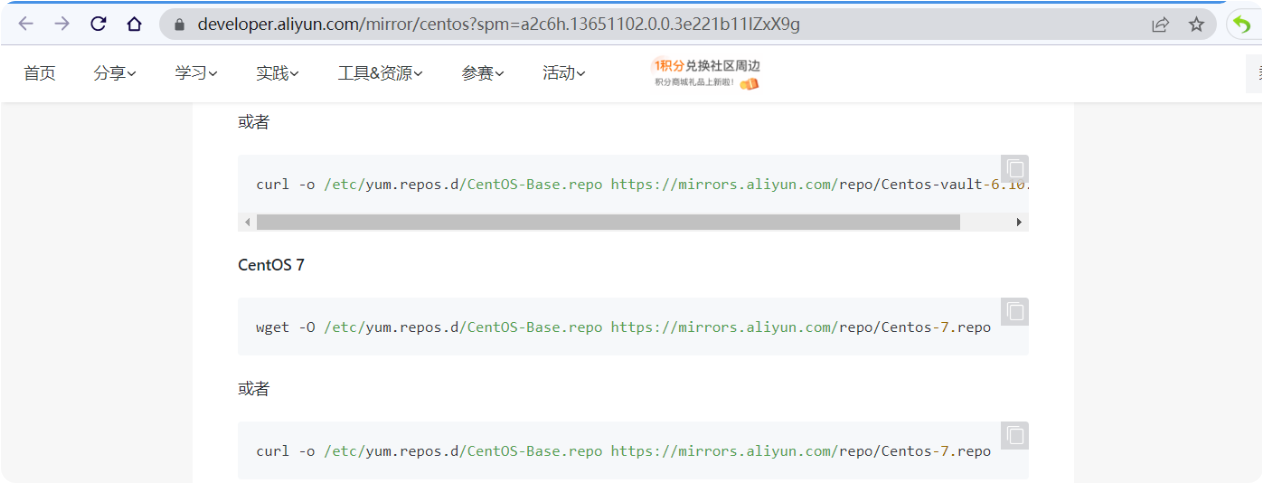 developer.aliyun.com/mirror/centos?spm=a2c6h.13651102.0.0.3e221b11IZxX9g
首页 分享 学习 实践 工具&资源 参赛 活动 1积分兑换社区周边
积分商城礼品上新啦!
或者
curl -o /etc/yum.repos.d/CentOS-Base.repo https://mirrors.aliyun.com/repo/Centos-vault-6.10.
CentOS 7
wget -O /etc/yum.repos.d/CentOS-Base.repo https://mirrors.aliyun.com/repo/Centos-7.repo
或者
curl -o /etc/yum.repos.d/CentOS-Base.repo https://mirrors.aliyun.com/repo/Centos-7.repo